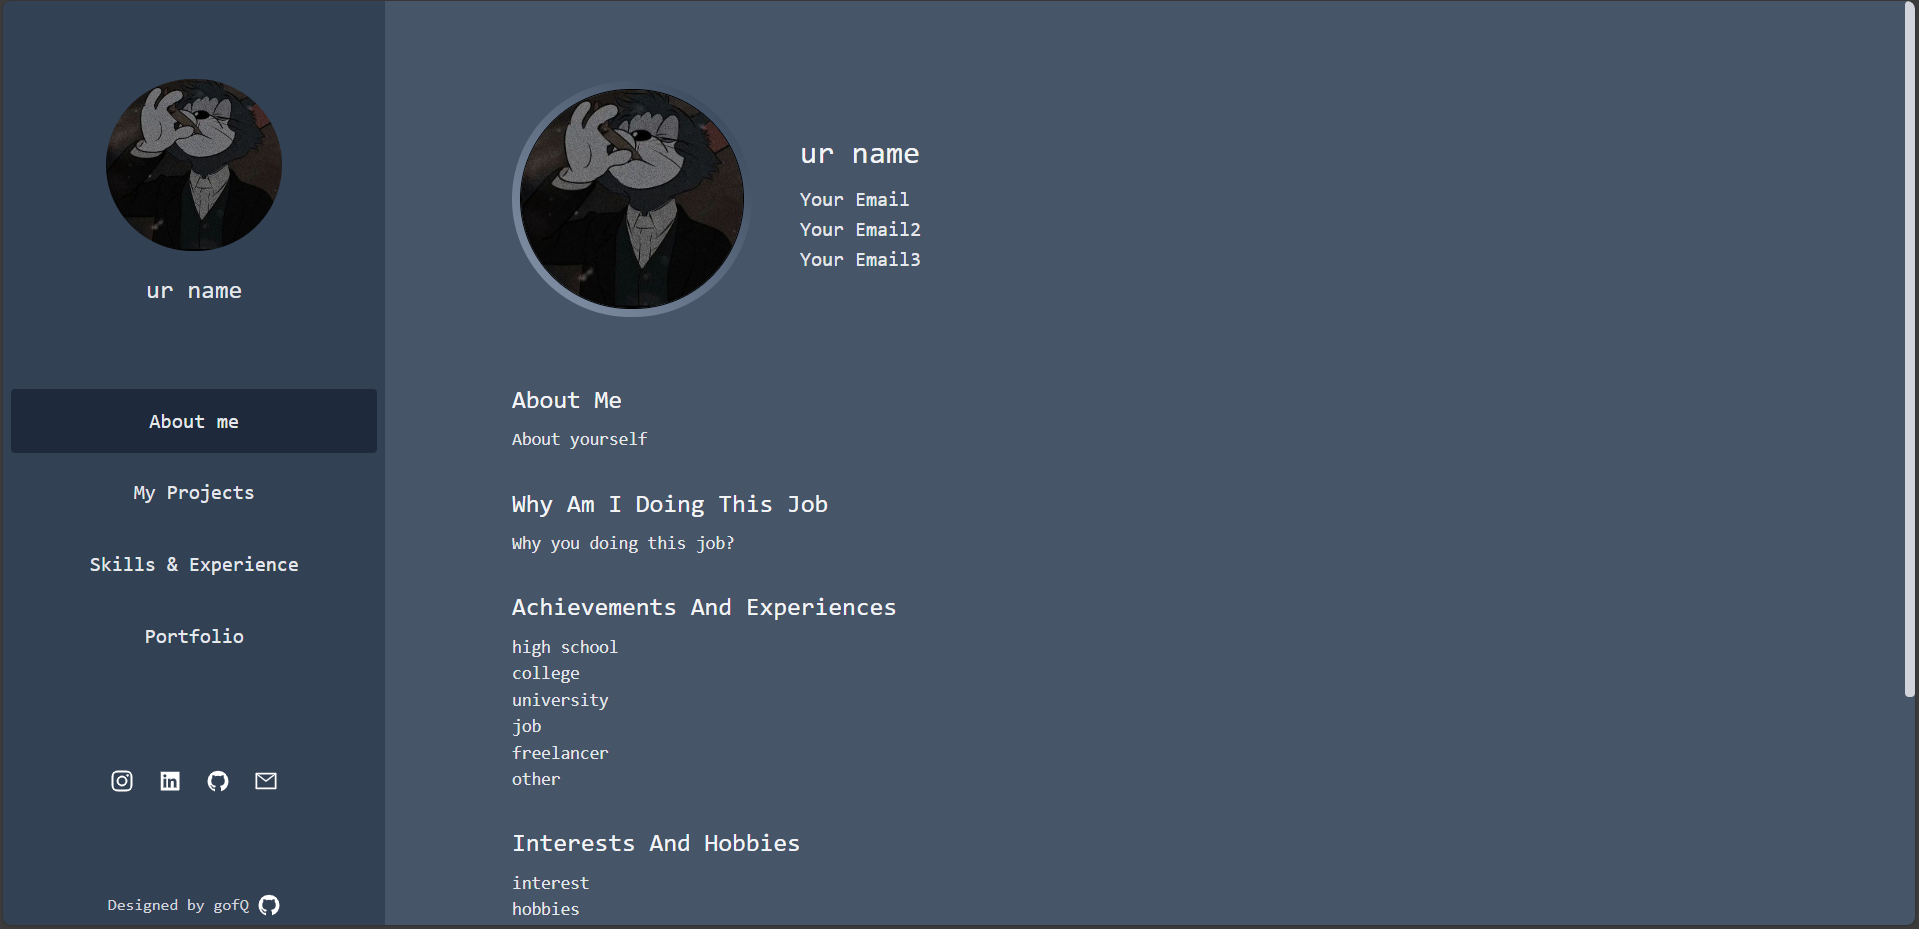 ur name
About me
My Projects
Skills & Experience
Portfolio
Designed by gofQ
ur name
Your Email
Your Email2
Your Email3
About Me
About yourself
Why Am I Doing This Job
Why you doing this job?
Achievements And Experiences
high school
college
university
job
freelancer
other
Interests And Hobbies
interest
hobbies